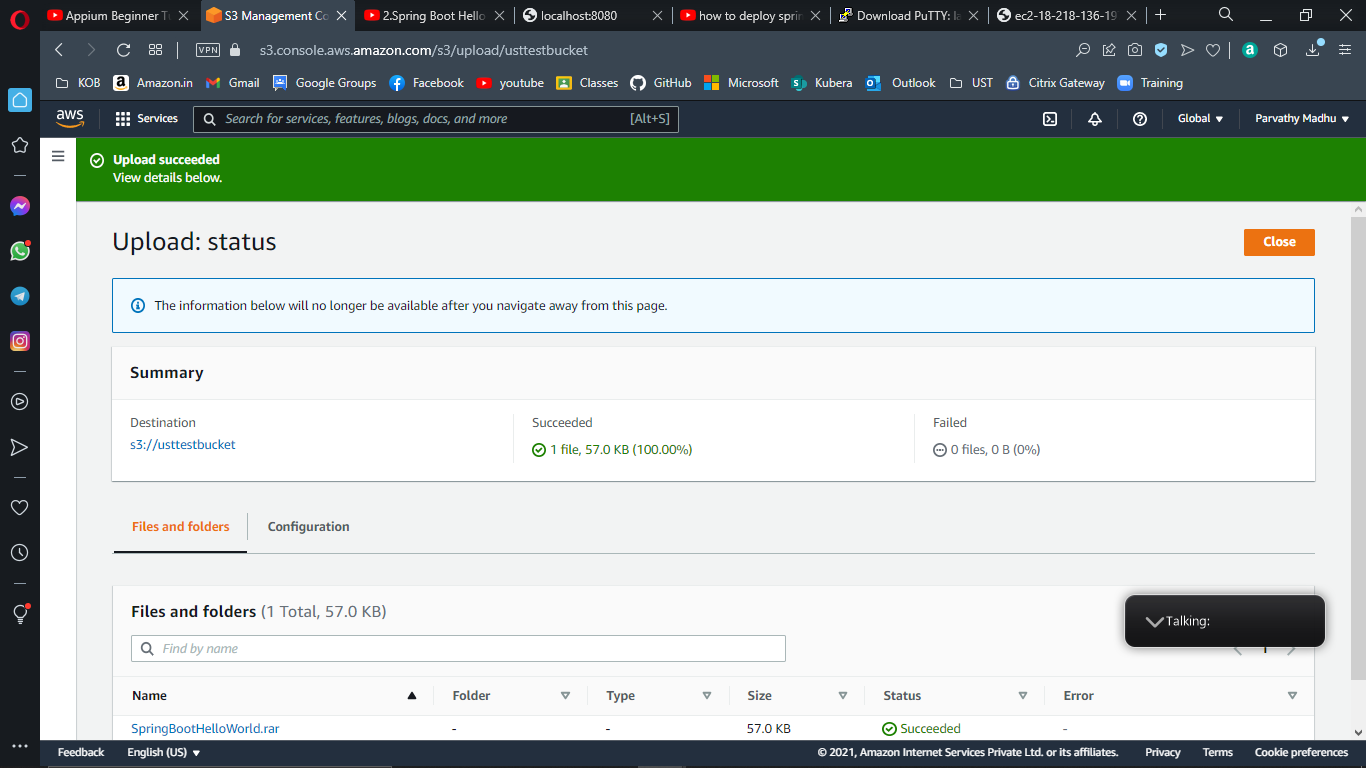 Appium Beginner Tu
S3 Management Co
2.Spring Boot Hello
localhost:8080
how to deploy sprin
Download PuTTY: la
ec2-18-218-136-19
VPN
s3.console.aws.amazon.com/s3/upload/usttestbucket
KOB
Amazon.in
Gmail
Google Groups
Facebook
youtube
Classes
GitHub
Microsoft
Kubera
Outlook
UST
Citrix Gateway
Training
aws
Services
Search for services, features, blogs, docs, and more
[Alt+S]
Global
Parvathy Madhu
Upload succeeded
View details below.
Upload: status
Close
The information below will no longer be available after you navigate away from this page.
Summary
Destination
s3://usttestbucket
Succeeded
1 file, 57.0 KB (100.00%)
Failed
0 files, 0 B (0%)
Files and folders
Configuration
Files and folders (1 Total, 57.0 KB)
Talking:
Find by name
1
Name
Folder
Type
Size
Status
Error
SpringBootHelloWorld.rar
-
-
57.0 KB
Succeeded
-
Feedback
English (US)
© 2021, Amazon Internet Services Private Ltd. or its affiliates.
Privacy
Terms
Cookie preferences